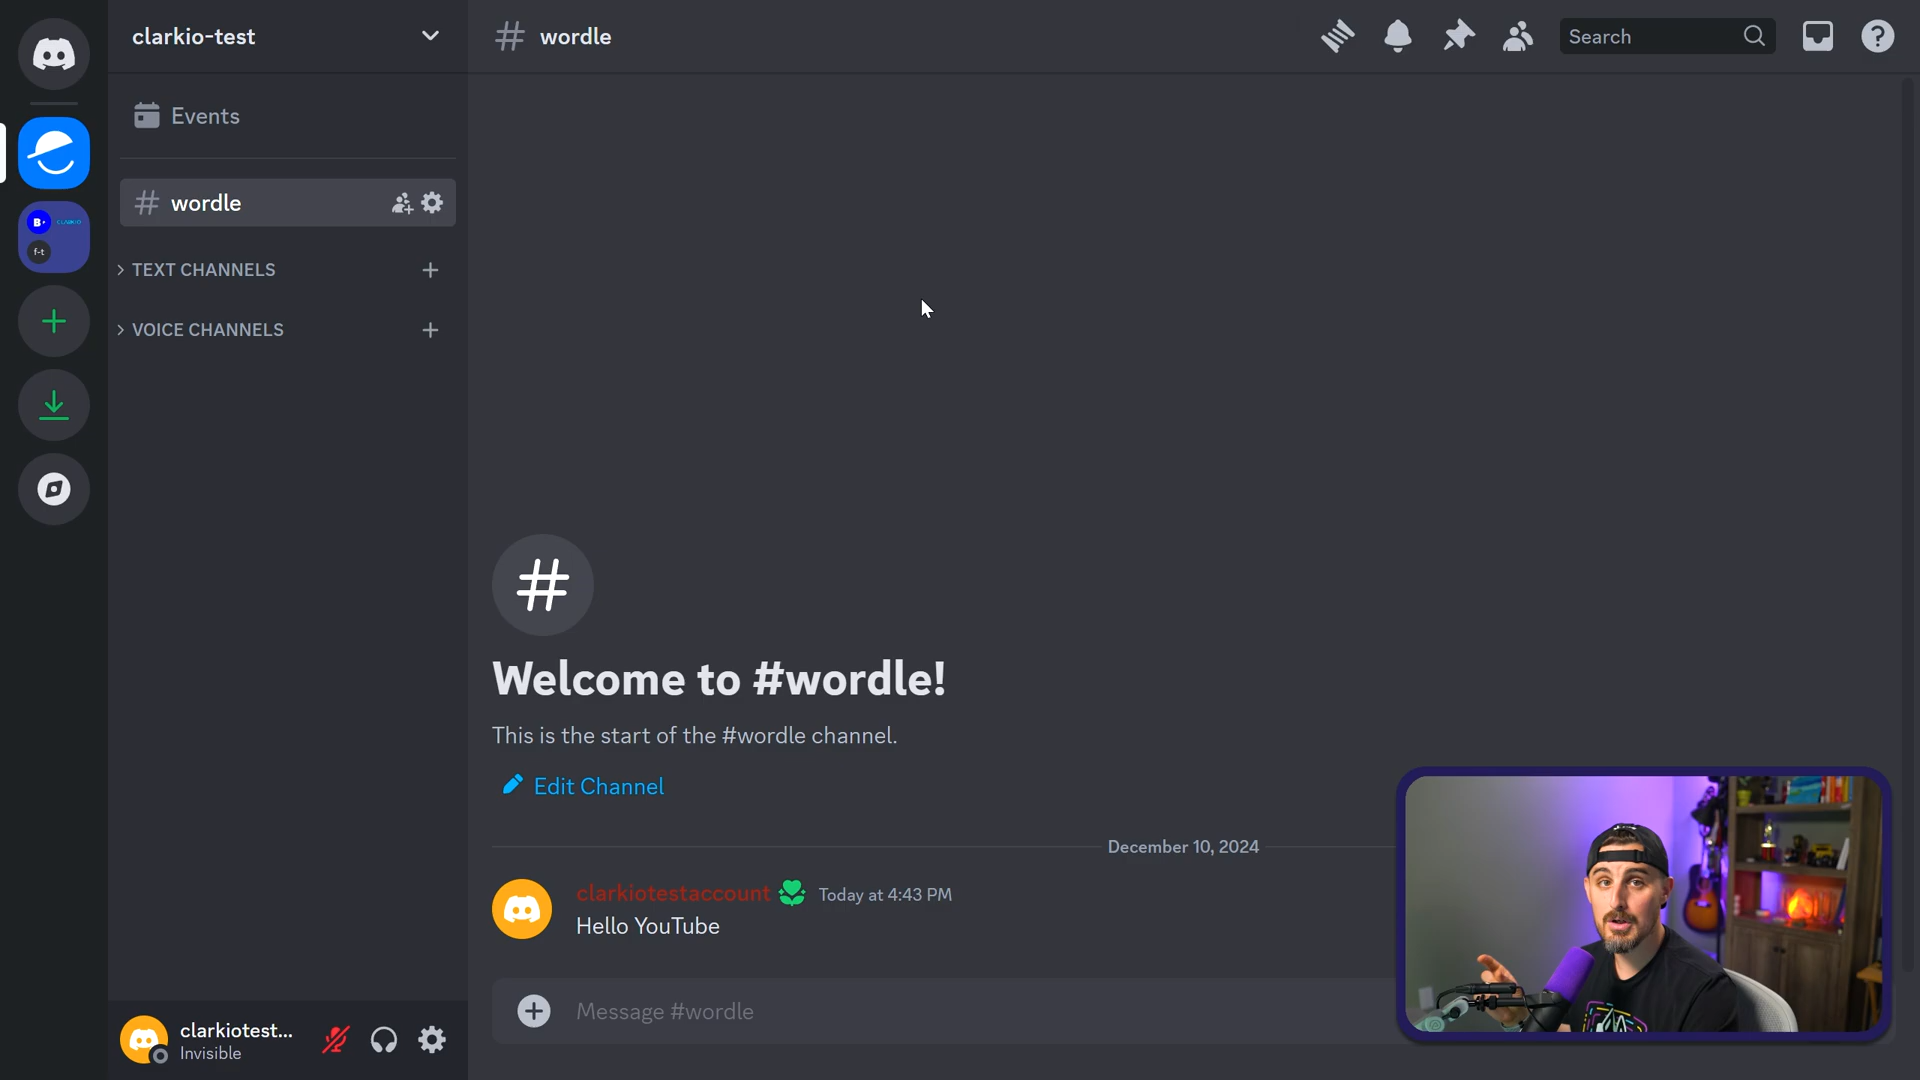 clarkio-test
Events
wordle
TEXT CHANNELS
VOICE CHANNELS
clarkiotest...
Invisible
wordle
Search
Welcome to #wordle!
This is the start of the #wordle channel.
Edit Channel
December 10, 2024
clarkiotestaccount Today at 4:43 PM
Hello YouTube
Message #wordle
B.
CLARKIO
f-t